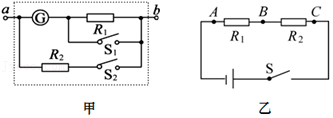 a G R₁ b
S₁
R₂ S₂
甲
A B C
R₁ R₂
S
乙